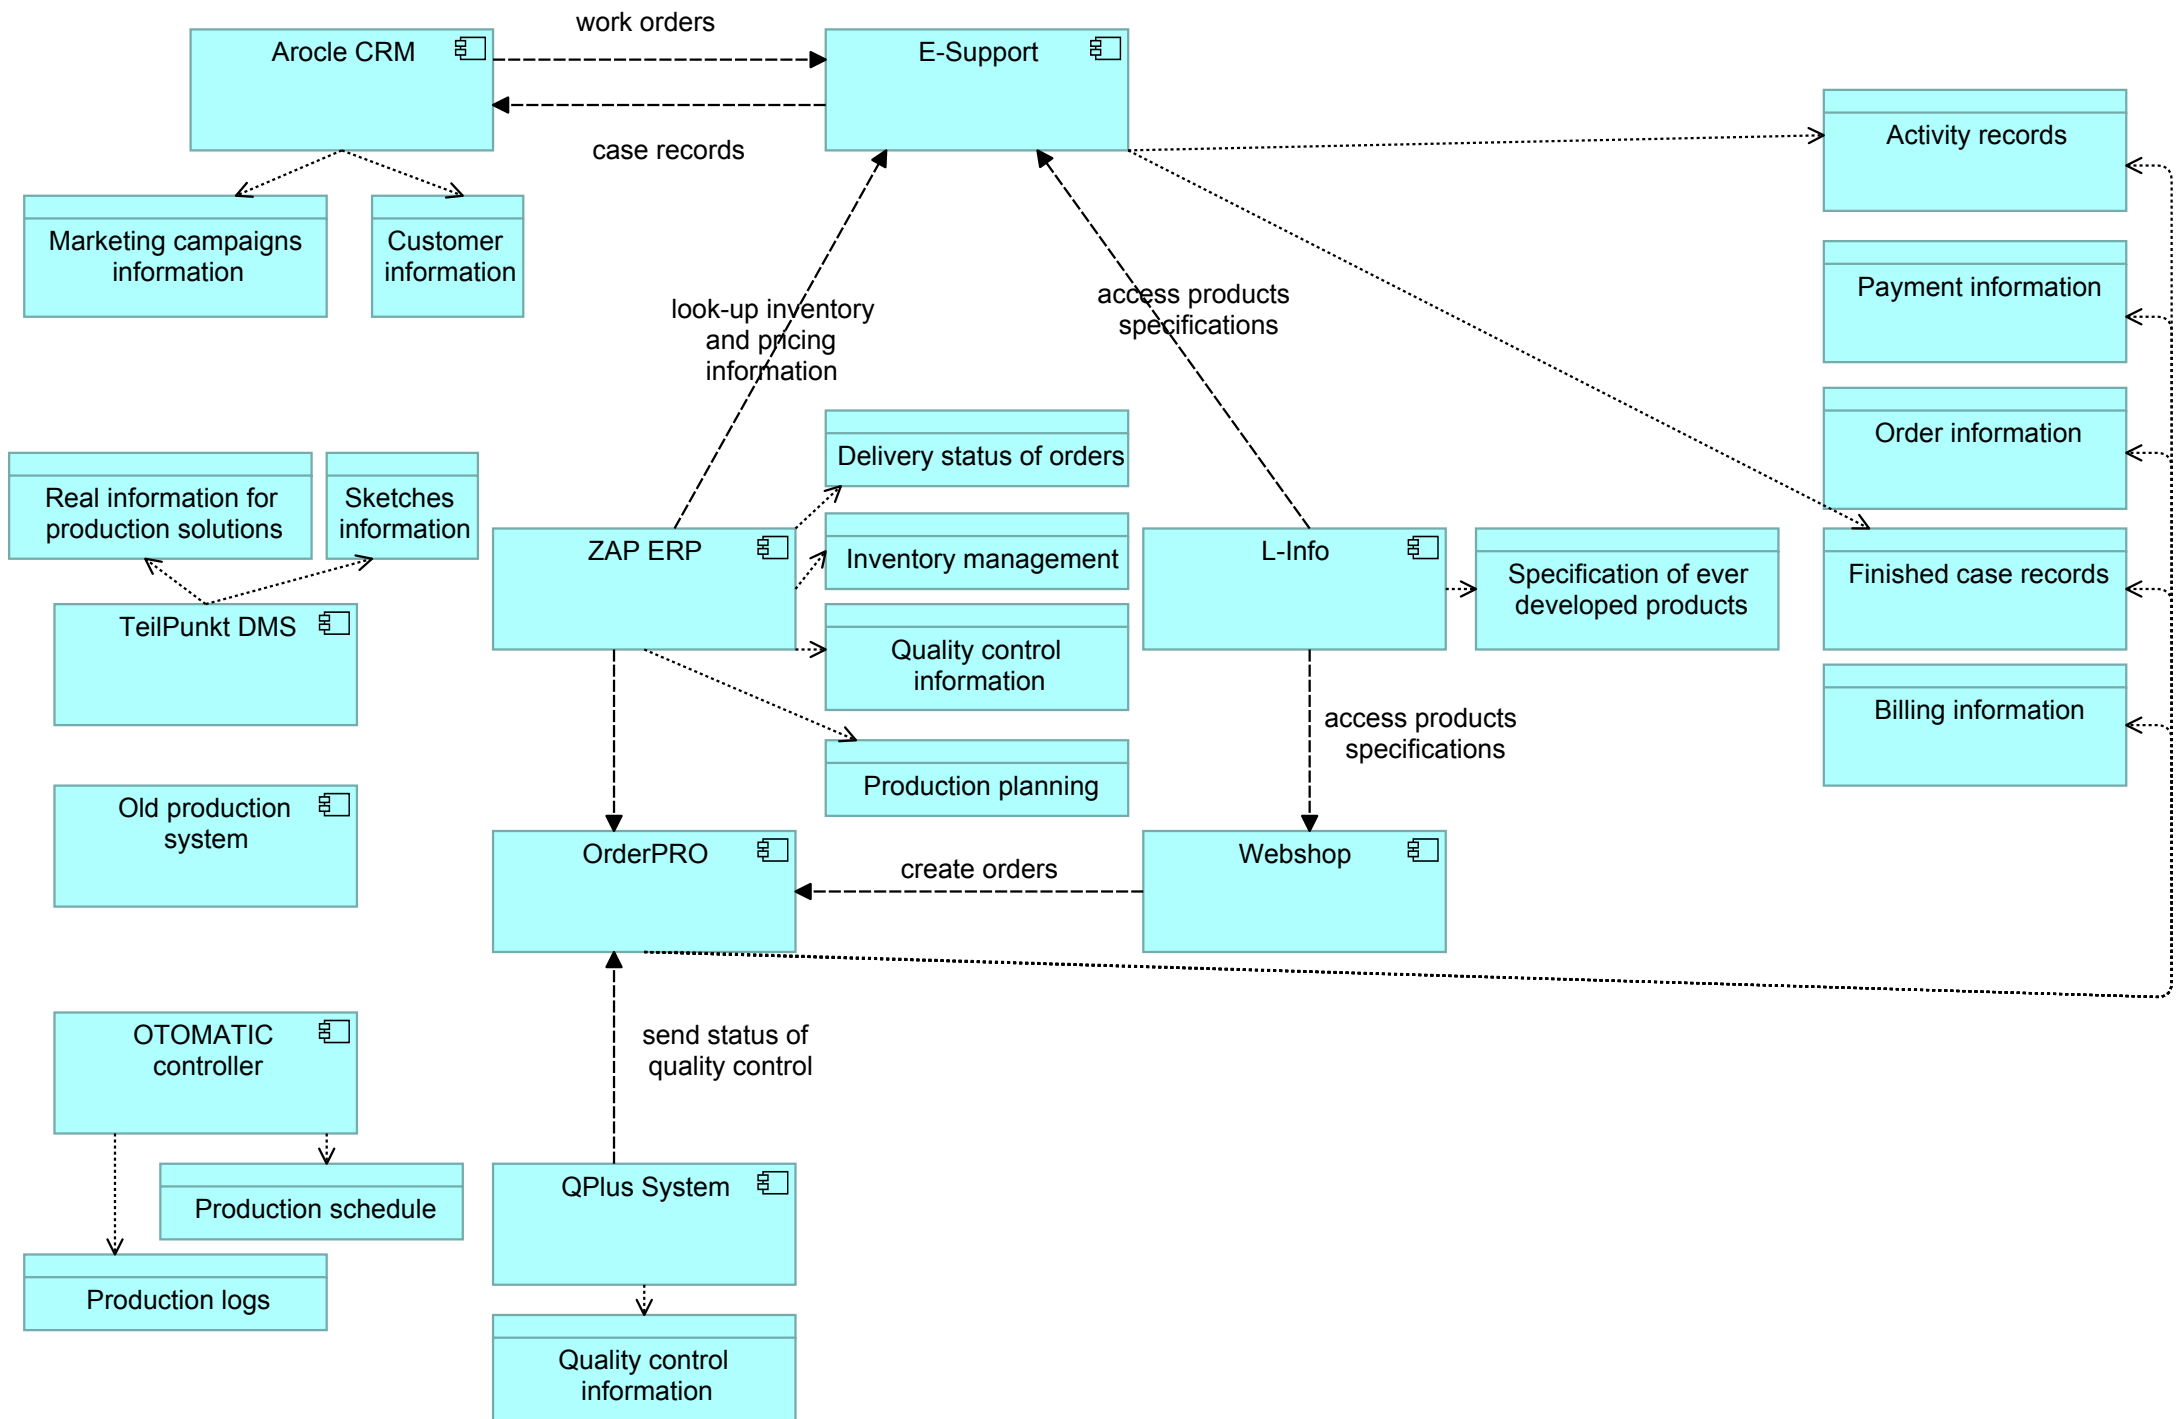 work orders
Arocle CRM
E-Support
case records
Activity records
Marketing campaigns
information
Customer
information
Payment information
look-up inventory
and pricing
information
access products
specifications
Order information
Delivery status of orders
Real information for
production solutions
Sketches
information
ZAP ERP
Inventory management
L-Info
Specification of ever
developed products
Finished case records
TeilPunkt DMS
Quality control
information
Billing information
access products
specifications
Production planning
Old production
system
OrderPRO
create orders
Webshop
OTOMATIC
controller
send status of
quality control
Production schedule
QPlus System
Production logs
Quality control
information